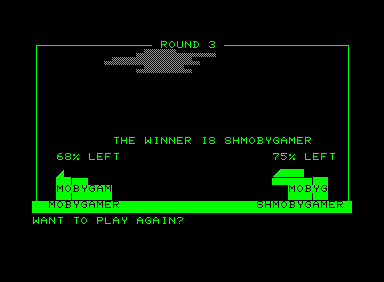 ROUND 3
THE WINNER IS SHMOBYGAMER
68% LEFT 75% LEFT
MOBYGAM MOBYG
MOBYGAMER SHMOBYGAMER
WANT TO PLAY AGAIN?